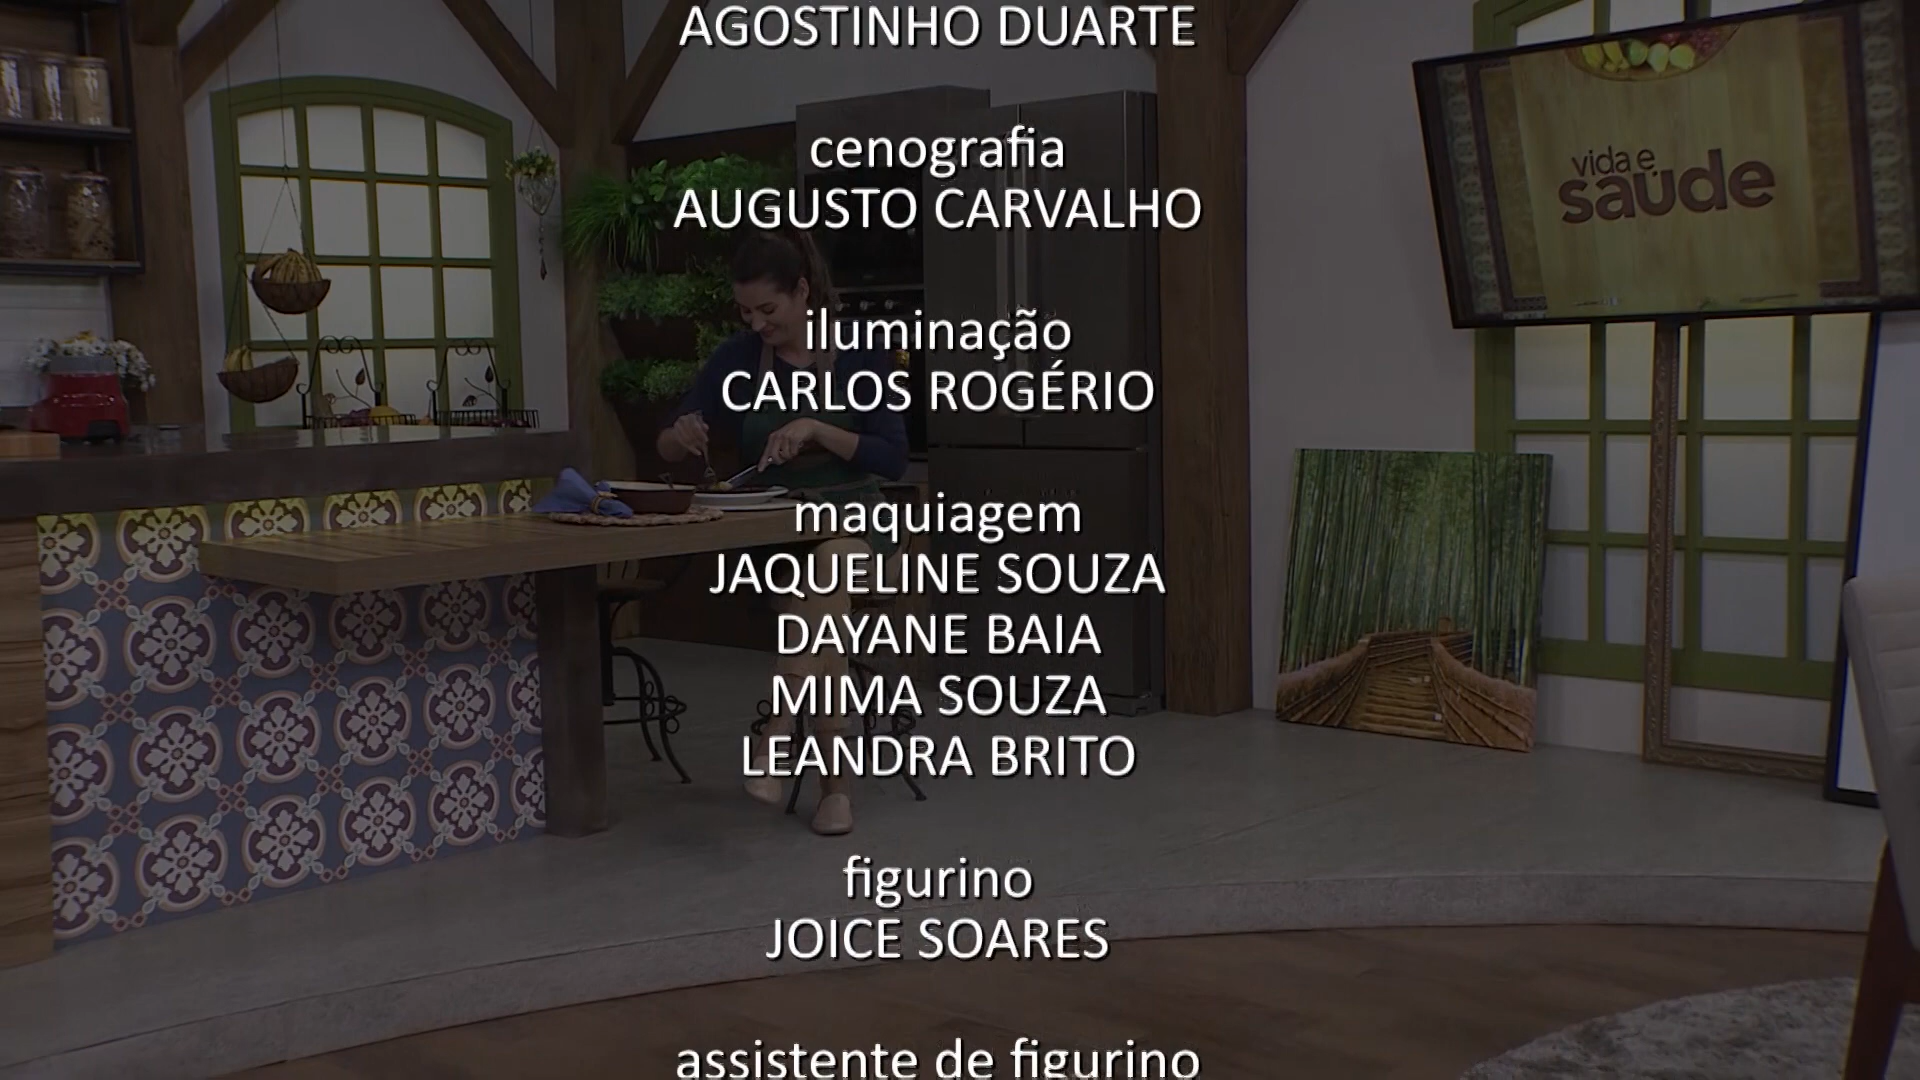 AGOSTINHO DUARTE
cenografia
AUGUSTO CARVALHO
iluminação
CARLOS ROGÉRIO
maquiagem
JAQUELINE SOUZA
DAYANE BAIA
MIMA SOUZA
LEANDRA BRITO
figurino
JOICE SOARES
assistente de figurino
vida e
saúde